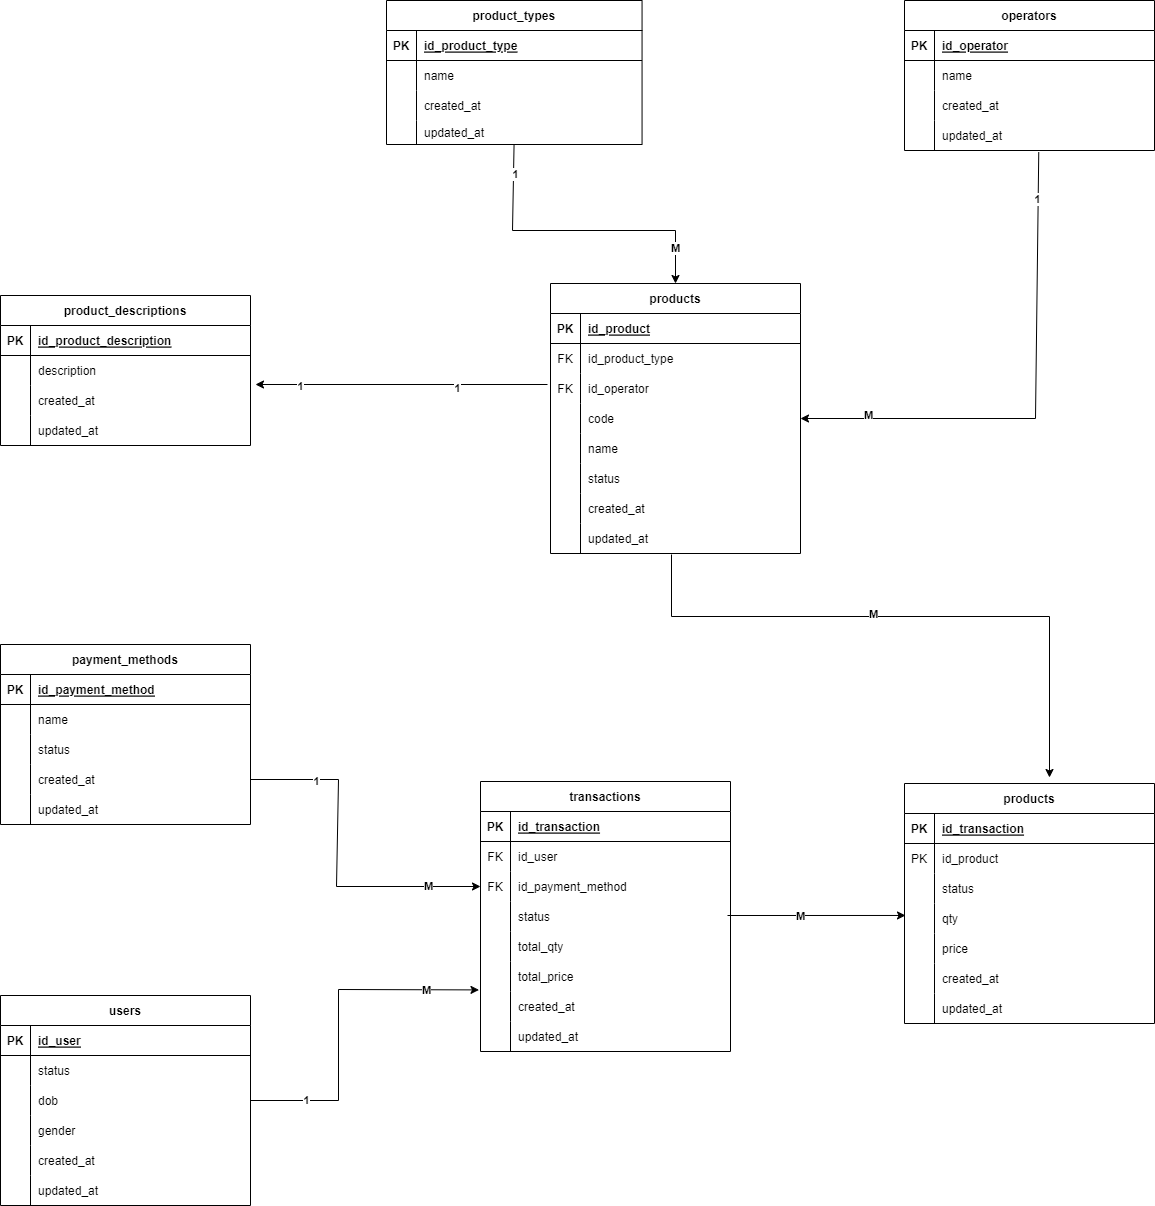 product_types
PK id_product_type
name
created_at
updated_at
1
M
operators
PK id_operator
name
created_at
updated_at
1
M
product_descriptions
PK id_product_description
description
created_at
updated_at
1
1
products
PK id_product
FK id_product_type
FK id_operator
code
name
status
created_at
updated_at
M
payment_methods
PK id_payment_method
name
status
created_at
updated_at
1
M
users
PK id_user
status
dob
gender
created_at
updated_at
1
M
transactions
PK id_transaction
FK id_user
FK id_payment_method
status
total_qty
total_price
created_at
updated_at
M
products
PK id_transaction
PK id_product
status
qty
price
created_at
updated_at